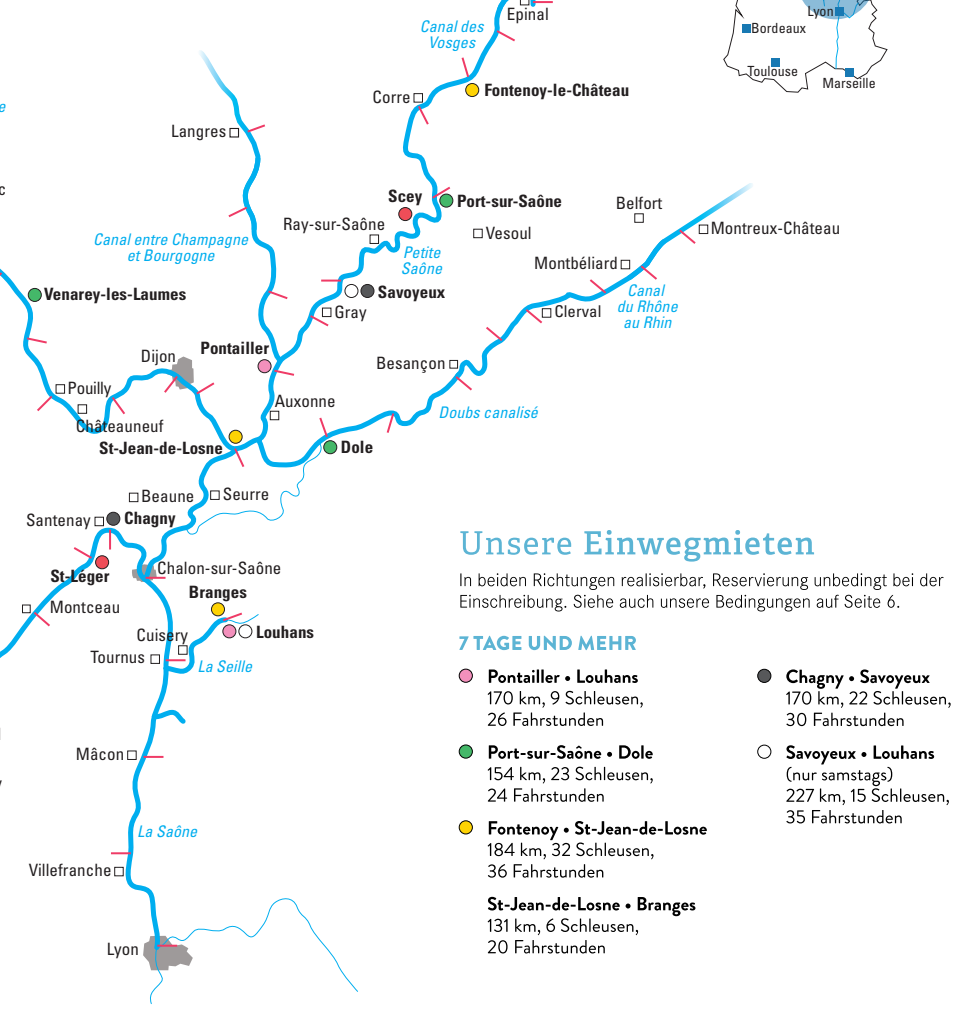 Epinal
Canal des
Vosges
Lyon
Bordeaux
Toulouse
Marseille
Corre
Fontenoy-le-Château
e
Langres
c
Scey
Port-sur-Saône
Belfort
Ray-sur-Saône
Vesoul
Montreux-Château
Canal entre Champagne
et Bourgogne
Petite
Saône
Montbéliard
Venarey-les-Laumes
Savoyeux
Canal
du Rhône
au Rhin
Gray
Clerval
Pontailler
Dijon
Besançon
Pouilly
Auxonne
Châteauneuf
Doubs canalisé
St-Jean-de-Losne
Dole
Beaune
Seurre
Santenay
Chagny
St-Léger
Chalon-sur-Saône
Branges
Montceau
Cuisery
Louhans
Tournus
La Seille
Mâcon
La Saône
Villefranche
Lyon
Unsere Einwegmieten
In beiden Richtungen realisierbar, Reservierung unbedingt bei der
Einschreibung. Siehe auch unsere Bedingungen auf Seite 6.
7 TAGE UND MEHR
Pontailler • Louhans
170 km, 9 Schleusen,
26 Fahrstunden
Port-sur-Saône • Dole
154 km, 23 Schleusen,
24 Fahrstunden
Fontenoy • St-Jean-de-Losne
184 km, 32 Schleusen,
36 Fahrstunden
St-Jean-de-Losne • Branges
131 km, 6 Schleusen,
20 Fahrstunden
Chagny • Savoyeux
170 km, 22 Schleusen,
30 Fahrstunden
Savoyeux • Louhans
(nur samstags)
227 km, 15 Schleusen,
35 Fahrstunden